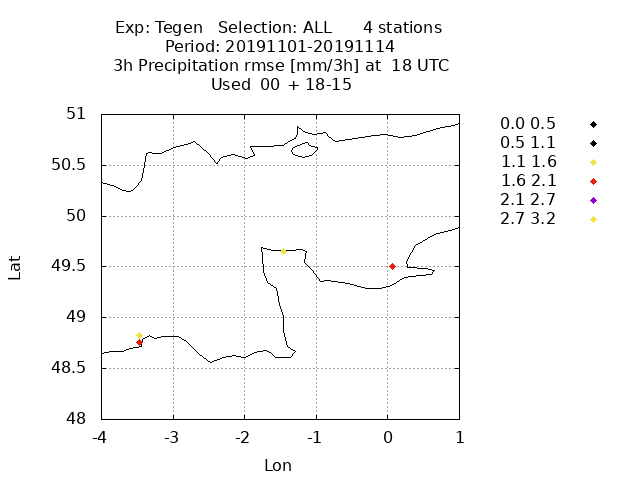 Exp: Tegen   Selection: ALL      4 stations
Period: 20191101-20191114
3h Precipitation rmse [mm/3h] at  18 UTC
Used  00 + 18-15
0.0 0.5
0.5 1.1
1.1 1.6
1.6 2.1
2.1 2.7
2.7 3.2
51
50.5
50
49.5
49
48.5
48
Lat
-4 -3 -2 -1 0 1
Lon